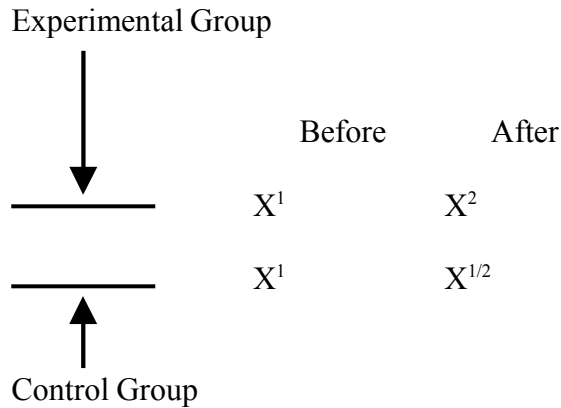 Experimental Group
Before After
X¹ X²
X¹ X¹/²
Control Group